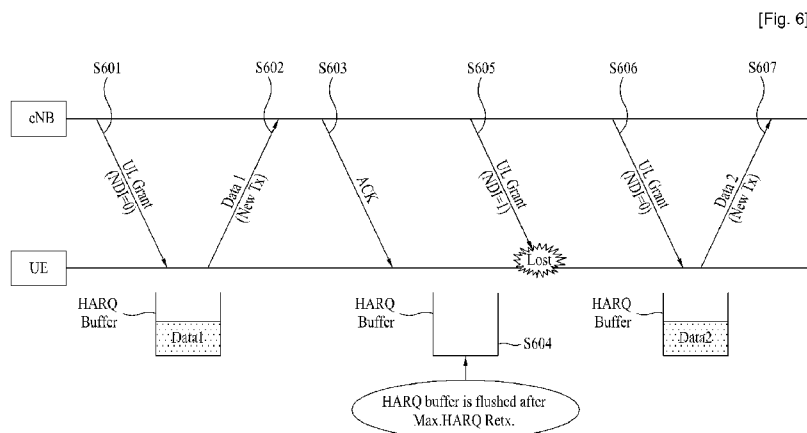 [Fig. 6]
S601
S602
S603
S605
S606
S607
eNB
UL Grant
(NDI=0)
Data 1
(New Tx)
ACK
UL Grant
(NDI=1)
UL Grant
(NDI=0)
Data 2
(New Tx)
UE
Lost
HARQ
Buffer
Data1
HARQ
Buffer
S604
HARQ
Buffer
Data2
HARQ buffer is flushed after
Max.HARQ Retx.